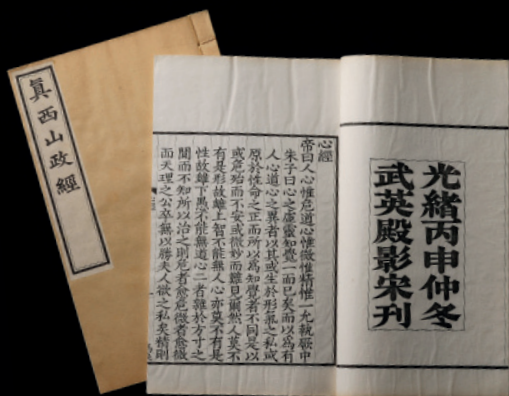 眞西山政經
光緒丙申仲冬
武英殿影宋刊
心經
帝曰人心惟危道心惟微惟精惟一允執厥中
朱子曰心之虛靈知覺一而已矣而以為有
人心道心之異者以其或生於形氣之私或
原於性命之正而所以為知覺者不同是以
或危殆而不安或微妙而難見爾然人莫不
有是形故雖上智不能無人心亦莫不有是
性故雖下愚不能無道心二者雜於方寸之
間而不知所以治之則危者愈危微者愈微
而天理之公卒無以勝夫人欲之私矣精則